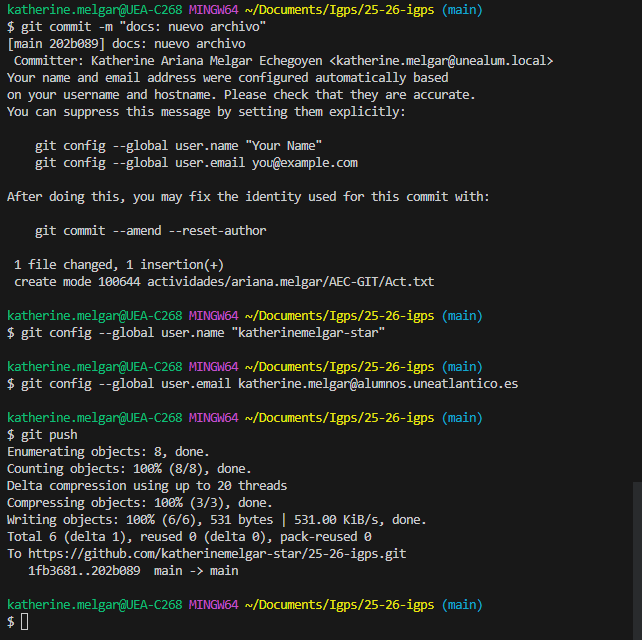 katherine.melgar@UEA-C268 MINGW64 ~/Documents/Igps/25-26-igps (main)
$ git commit -m "docs: nuevo archivo"
[main 202b089] docs: nuevo archivo
 Committer: Katherine Ariana Melgar Echegoyen <katherine.melgar@unealum.local>
Your name and email address were configured automatically based
on your username and hostname. Please check that they are accurate.
You can suppress this message by setting them explicitly:

    git config --global user.name "Your Name"
    git config --global user.email you@example.com

After doing this, you may fix the identity used for this commit with:

    git commit --amend --reset-author

 1 file changed, 1 insertion(+)
 create mode 100644 actividades/ariana.melgar/AEC-GIT/Act.txt

katherine.melgar@UEA-C268 MINGW64 ~/Documents/Igps/25-26-igps (main)
$ git config --global user.name "katherinemelgar-star"

katherine.melgar@UEA-C268 MINGW64 ~/Documents/Igps/25-26-igps (main)
$ git config --global user.email katherine.melgar@alumnos.uneatlantico.es

katherine.melgar@UEA-C268 MINGW64 ~/Documents/Igps/25-26-igps (main)
$ git push
Enumerating objects: 8, done.
Counting objects: 100% (8/8), done.
Delta compression using up to 20 threads
Compressing objects: 100% (3/3), done.
Writing objects: 100% (6/6), 531 bytes | 531.00 KiB/s, done.
Total 6 (delta 1), reused 0 (delta 0), pack-reused 0
To https://github.com/katherinemelgar-star/25-26-igps.git
   1fb3681..202b089  main -> main

katherine.melgar@UEA-C268 MINGW64 ~/Documents/Igps/25-26-igps (main)
$